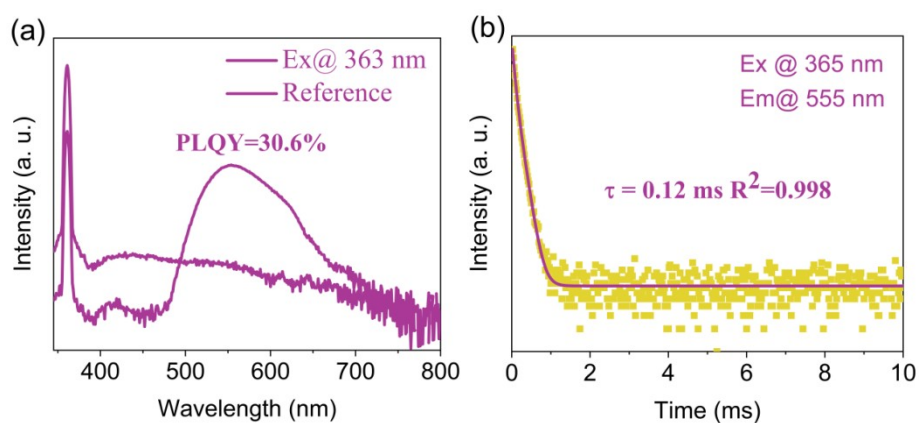 (a)
Ex@ 363 nm
Reference
PLQY=30.6%
Intensity (a. u.)
400 500 600 700 800
Wavelength (nm)
(b)
Ex @ 365 nm
Em@ 555 nm
τ = 0.12 ms R²=0.998
Intensity (a. u.)
0 2 4 6 8 10
Time (ms)